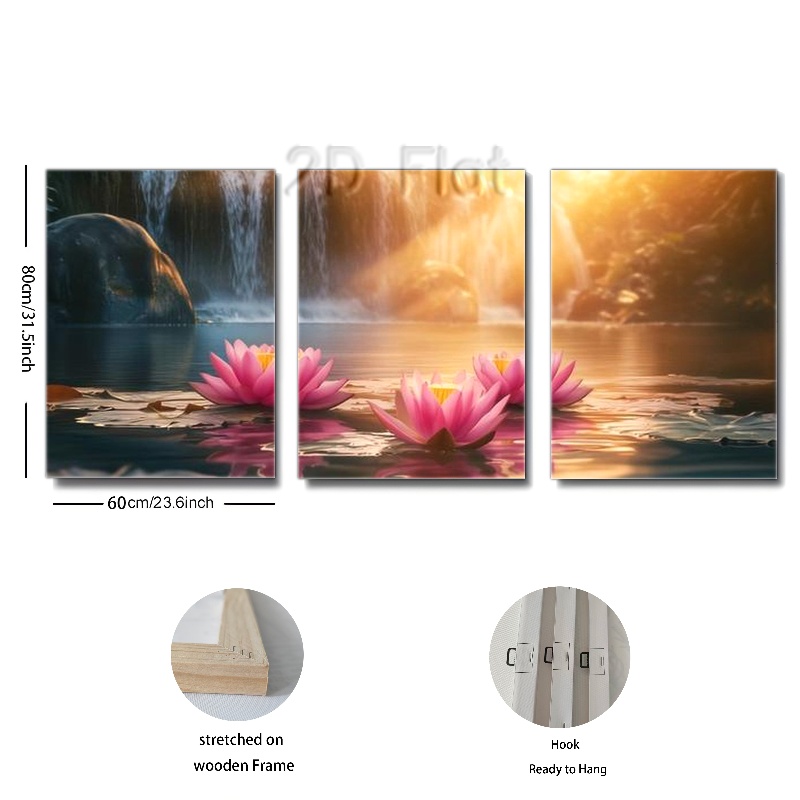 2D Flat
80cm/31.5inch
60cm/23.6inch
stretched on
wooden Frame
Hook
Ready to Hang